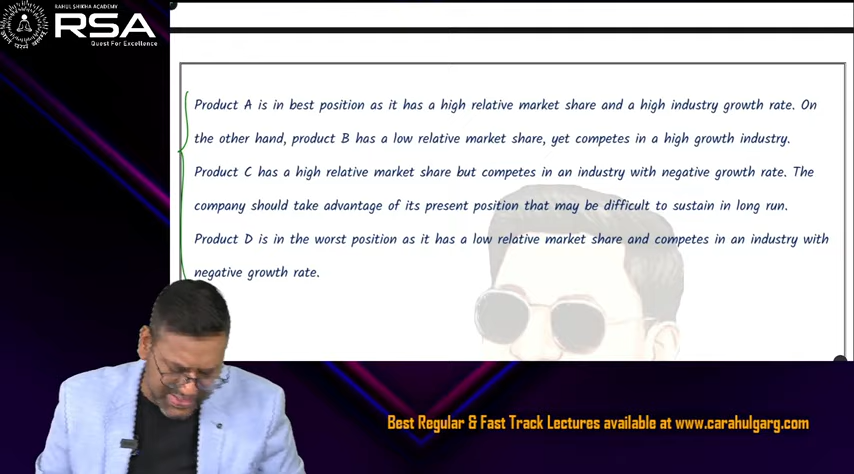 RAHUL SHIKHA ACADEMY
RSA
Quest For Excellence
Product A is in best position as it has a high relative market share and a high industry growth rate. On
the other hand, product B has a low relative market share, yet competes in a high growth industry.
Product C has a high relative market share but competes in an industry with negative growth rate. The
company should take advantage of its present position that may be difficult to sustain in long run.
Product D is in the worst position as it has a low relative market share and competes in an industry with
negative growth rate.
Best Regular & Fast Track Lectures available at www.carahulgarg.com